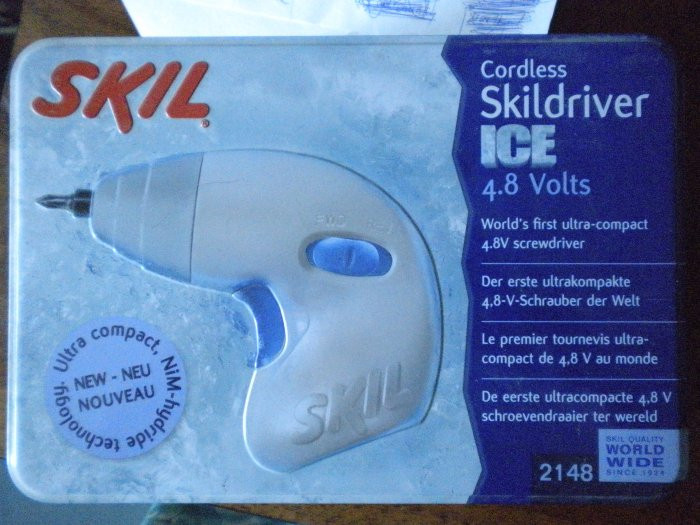 SKIL®
Cordless
Skildriver
ICE
4.8 Volts
World's first ultra-compact
4.8V screwdriver
Der erste ultrakompakte
4,8-V-Schrauber der Welt
Le premier tournevis ultra-
compact de 4,8 V au monde
De eerste ultracompacte 4,8 V
schroevendraaier ter wereld
Ultra compact, NiM-hydride technology.
NEW - NEU
NOUVEAU
SKIL
2148
SKIL QUALITY
WORLD
WIDE
SINCE 1924